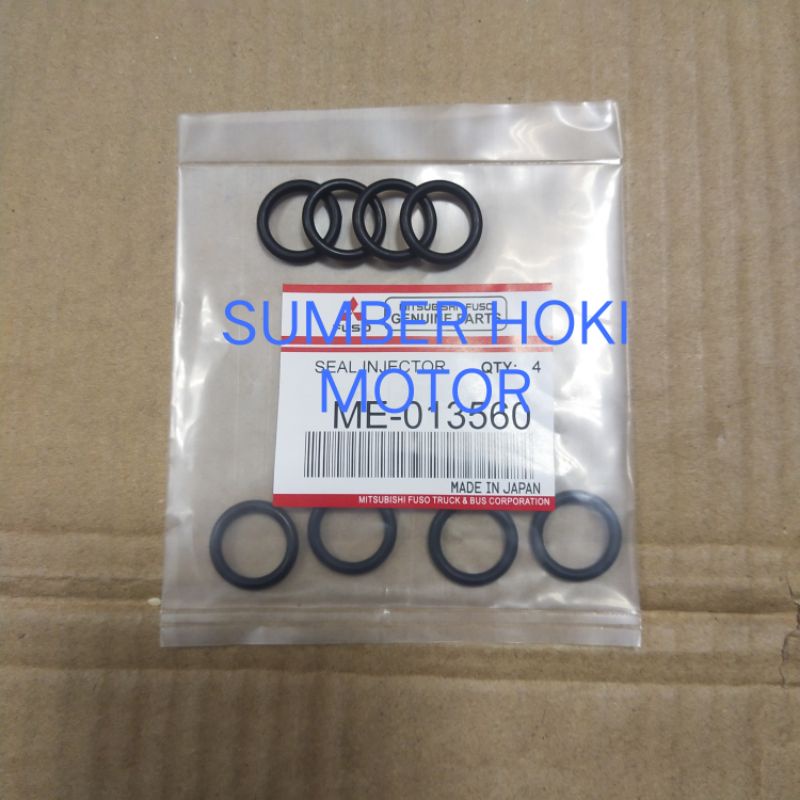 MITSUBISHI FUSO
FUSO GENUINE PARTS
SUMBER HOKI
MOTOR
SEAL INJECTOR QTY: 4
ME-013560
MADE IN JAPAN
MITSUBISHI FUSO TRUCK & BUS CORPORATION